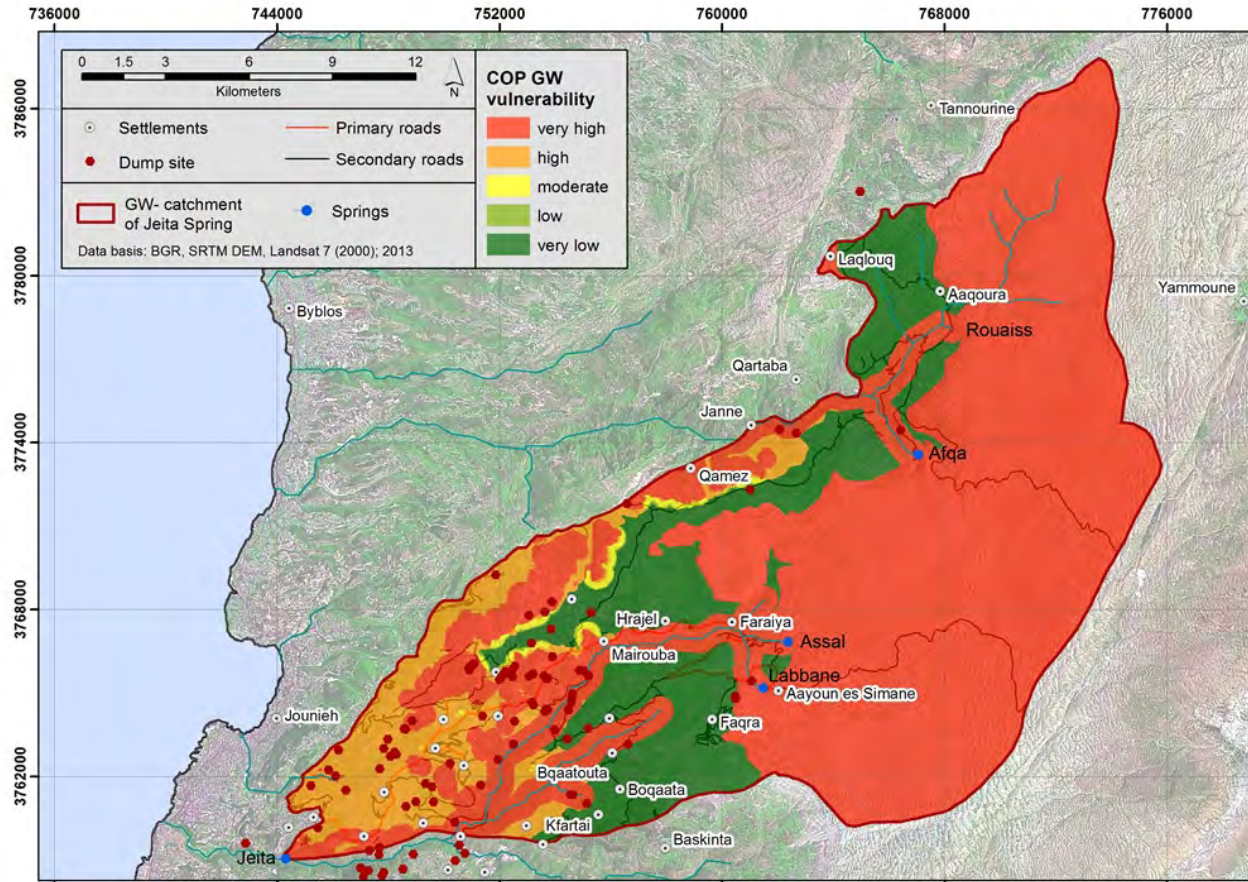 736000 744000 752000 760000 768000 776000
0 1.5 3 6 9 12
Kilometers
N
Settlements
Primary roads
Dump site
Secondary roads
GW- catchment
of Jeita Spring
Springs
Data basis: BGR, SRTM DEM, Landsat 7 (2000); 2013
COP GW
vulnerability
very high
high
moderate
low
very low
3786000
3780000
3774000
3768000
3762000
Tannourine
Laqlouq
Aaqoura
Yammoune
Byblos
Rouaiss
Qartaba
Janne
Afqa
Qamez
Hrajel
Faraiya
Assal
Mairouba
Labbane
Aayoun es Simane
Jounieh
Faqra
Bqaatouta
Boqaata
Kfartai
Baskinta
Jeita